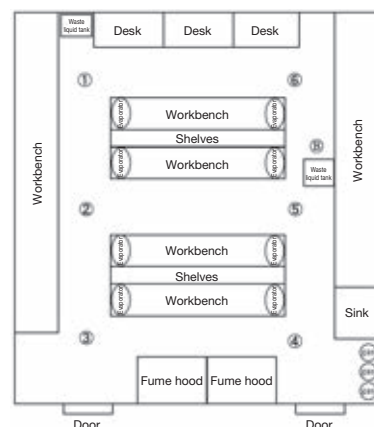 Waste
liquid tank
Desk
Desk
Desk
①
⑥
Evaporator
Workbench
Evaporator
Shelves
Evaporator
Workbench
Evaporator
⑧
Waste
liquid tank
Workbench
Workbench
②
⑤
Evaporator
Workbench
Evaporator
Shelves
Evaporator
Workbench
Evaporator
Sink
③
④
Fume hood
Fume hood
Door
Door